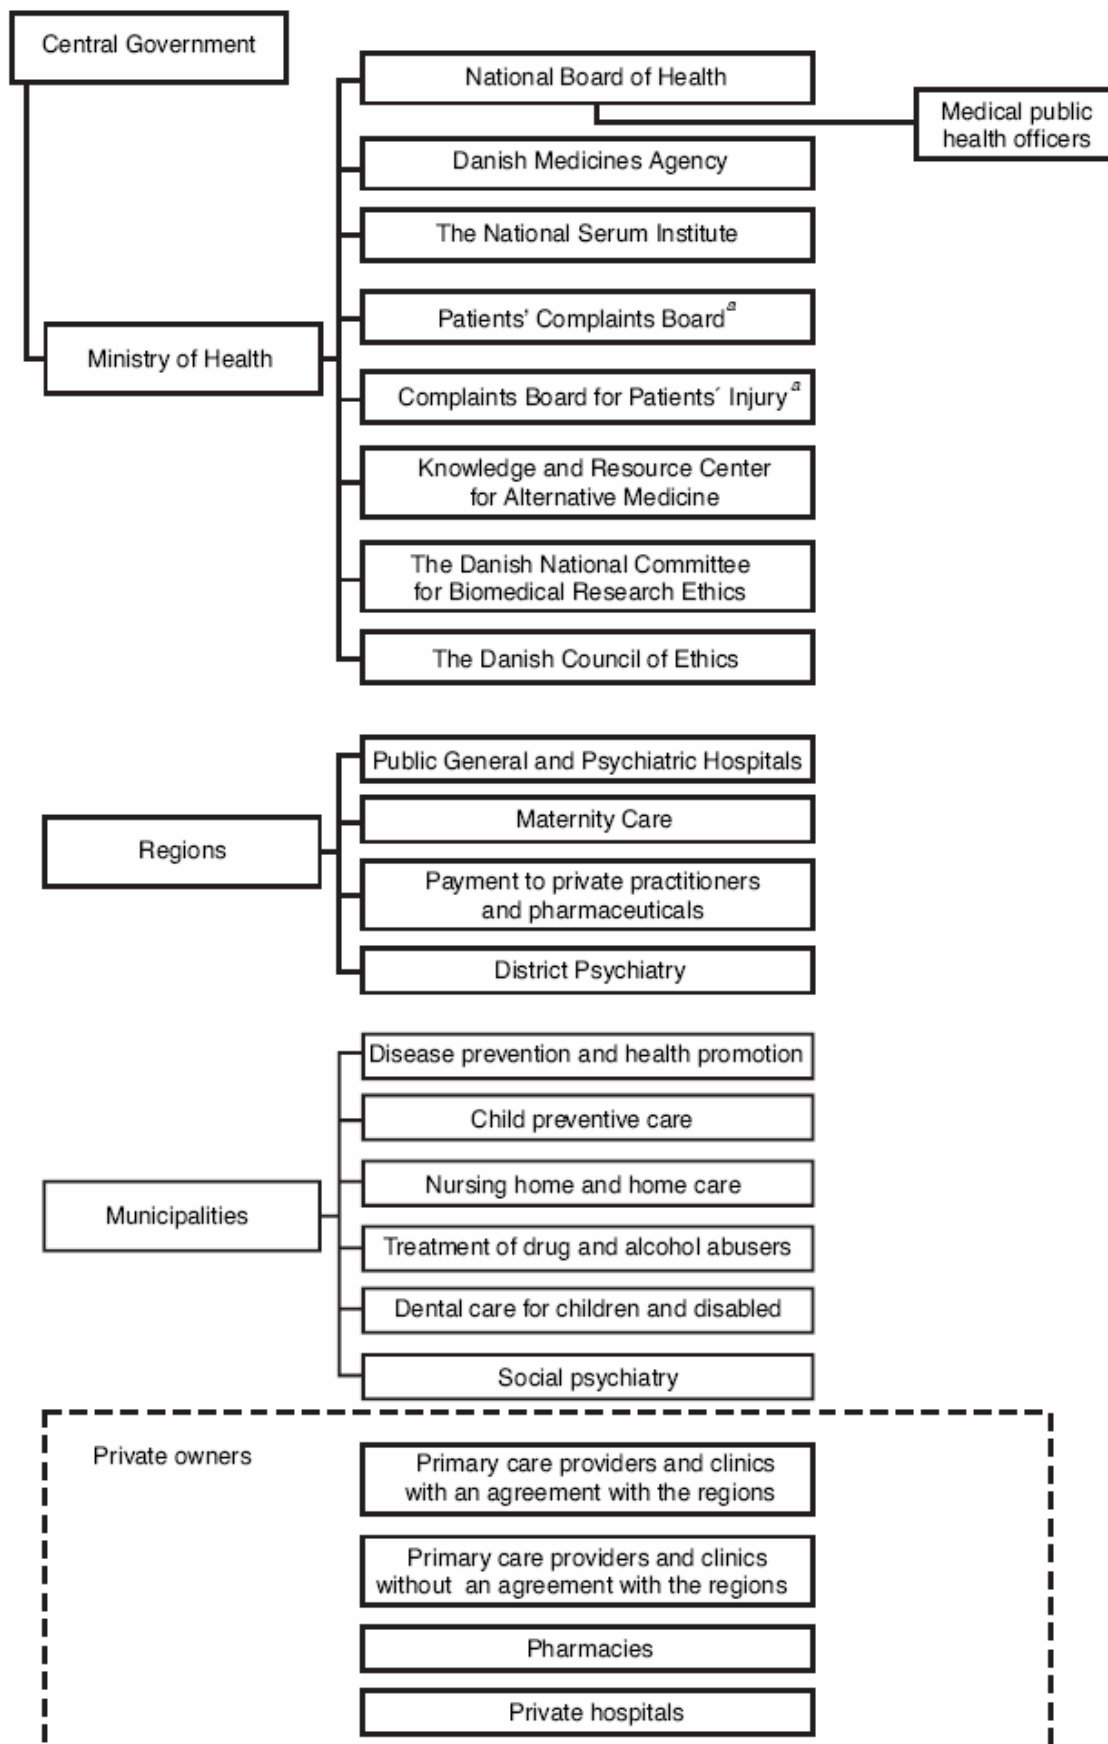 Central Government
National Board of Health
Medical public
health officers
Danish Medicines Agency
The National Serum Institute
Patients' Complaints Board a
Ministry of Health
Complaints Board for Patients´ Injury a
Knowledge and Resource Center
for Alternative Medicine
The Danish National Committee
for Biomedical Research Ethics
The Danish Council of Ethics
Public General and Psychiatric Hospitals
Maternity Care
Regions
Payment to private practitioners
and pharmaceuticals
District Psychiatry
Disease prevention and health promotion
Child preventive care
Nursing home and home care
Municipalities
Treatment of drug and alcohol abusers
Dental care for children and disabled
Social psychiatry
Private owners
Primary care providers and clinics
with an agreement with the regions
Primary care providers and clinics
without an agreement with the regions
Pharmacies
Private hospitals